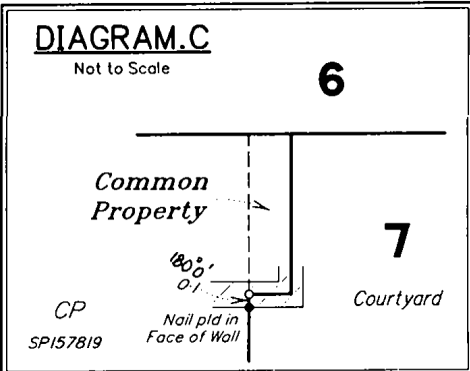 DIAGRAM.C
Not to Scale
6
Common
Property
7
180°0'
0·1
Courtyard
CP
SP157819
Nail pld in
Face of Wall